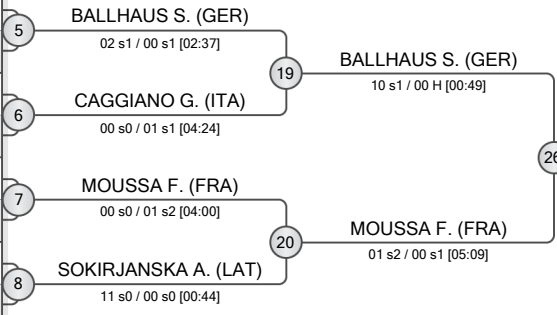 BALLHAUS S. (GER)
5
02 s1 / 00 s1 [02:37]
19
BALLHAUS S. (GER)
10 s1 / 00 H [00:49]
CAGGIANO G. (ITA)
6
00 s0 / 01 s1 [04:24]
26
MOUSSA F. (FRA)
7
00 s0 / 01 s2 [04:00]
20
MOUSSA F. (FRA)
01 s2 / 00 s1 [05:09]
SOKIRJANSKA A. (LAT)
8
11 s0 / 00 s0 [00:44]